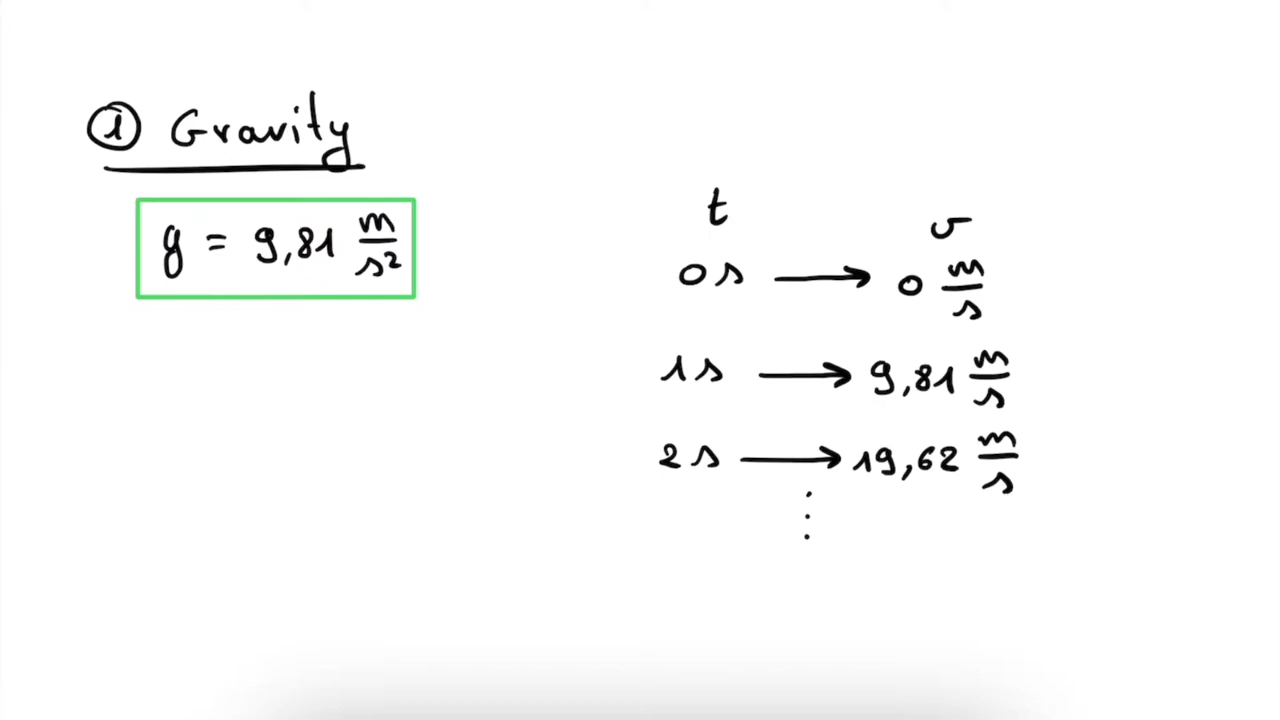 ① Gravity
g = 9,81 m/s²
t v
0 s → 0 m/s
1 s → 9,81 m/s
2 s → 19,62 m/s
⋮